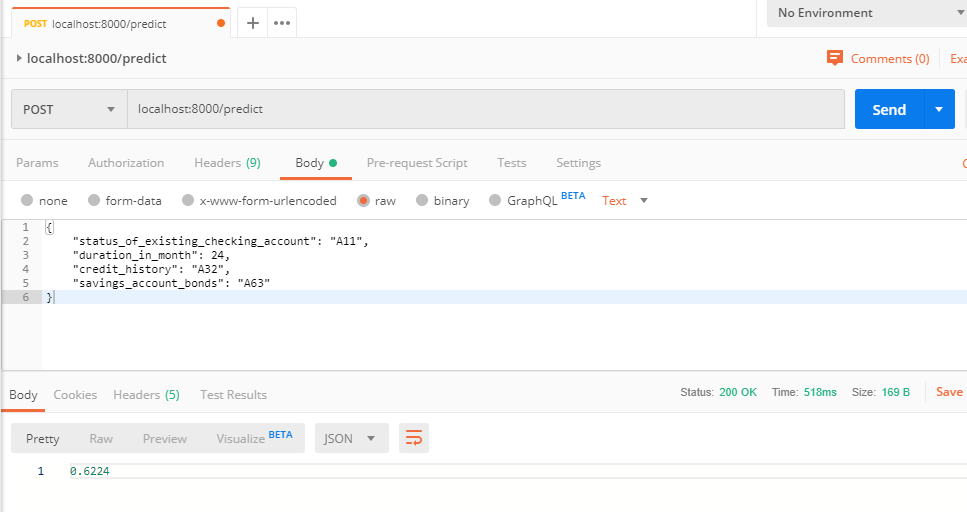 POST localhost:8000/predict
No Environment
localhost:8000/predict
Comments (0)
POST localhost:8000/predict Send
Params Authorization Headers (9) Body Pre-request Script Tests Settings
none form-data x-www-form-urlencoded raw binary GraphQL BETA Text
1 {
2 "status_of_existing_checking_account": "A11",
3 "duration_in_month": 24,
4 "credit_history": "A32",
5 "savings_account_bonds": "A63"
6 }
Body Cookies Headers (5) Test Results Status: 200 OK Time: 518ms Size: 169 B Save
Pretty Raw Preview Visualize BETA JSON
1 0.6224